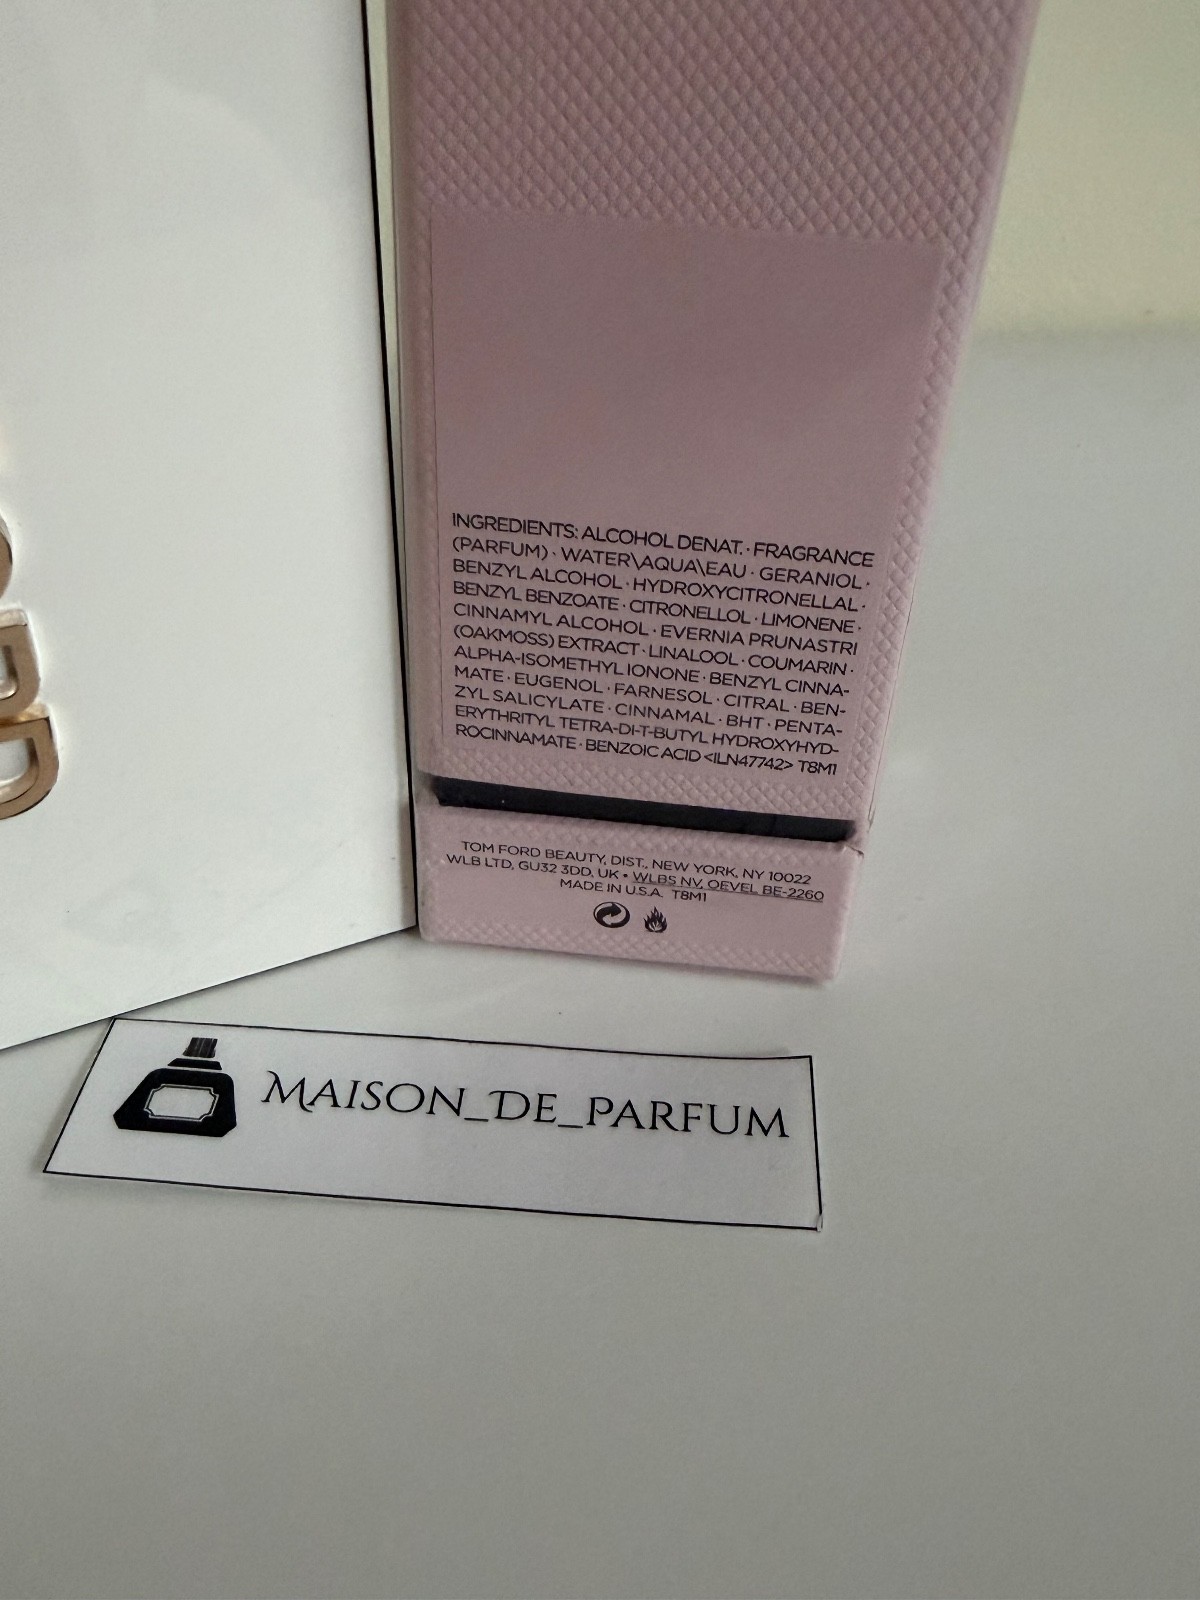 RD
INGREDIENTS: ALCOHOL DENAT. · FRAGRANCE
(PARFUM) · WATER\AQUA\EAU · GERANIOL ·
BENZYL ALCOHOL · HYDROXYCITRONELLAL ·
BENZYL BENZOATE · CITRONELLOL · LIMONENE ·
CINNAMYL ALCOHOL · EVERNIA PRUNASTRI
(OAKMOSS) EXTRACT · LINALOOL · COUMARIN ·
ALPHA-ISOMETHYL IONONE · BENZYL CINNA-
MATE · EUGENOL · FARNESOL · CITRAL · BEN-
ZYL SALICYLATE · CINNAMAL · BHT · PENTA-
ERYTHRITYL TETRA-DI-T-BUTYL HYDROXYHYD-
ROCINNAMATE · BENZOIC ACID <ILN47742> T8M1
TOM FORD BEAUTY, DIST., NEW YORK, NY 10022
WLB LTD, GU32 3DD, UK • WLBS NV, OEVEL BE-2260
MADE IN U.S.A. T8M1
MAISON_DE_PARFUM